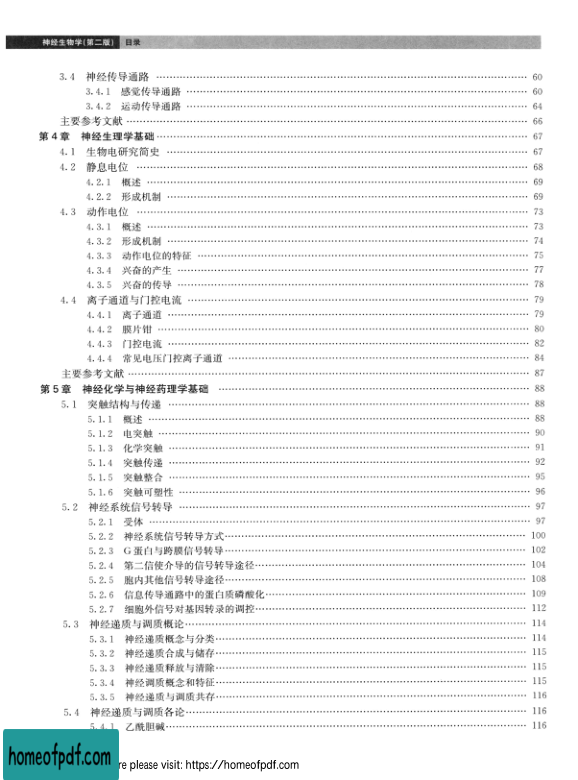 神经生物学(第二版) 目录
3.4 神经传导通路 60
3.4.1 感觉传导通路 60
3.4.2 运动传导通路 64
主要参考文献 66
第4章 神经生理学基础 67
4.1 生物电研究简史 67
4.2 静息电位 68
4.2.1 概述 69
4.2.2 形成机制 69
4.3 动作电位 73
4.3.1 概述 73
4.3.2 形成机制 74
4.3.3 动作电位的特征 75
4.3.4 兴奋的产生 77
4.3.5 兴奋的传导 78
4.4 离子通道与门控电流 79
4.4.1 离子通道 79
4.4.2 膜片钳 80
4.4.3 门控电流 82
4.4.4 常见电压门控离子通道 84
主要参考文献 87
第5章 神经化学与神经药理学基础 88
5.1 突触结构与传递 88
5.1.1 概述 88
5.1.2 电突触 90
5.1.3 化学突触 91
5.1.4 突触传递 92
5.1.5 突触整合 95
5.1.6 突触可塑性 96
5.2 神经系统信号转导 97
5.2.1 受体 97
5.2.2 神经系统信号转导方式 100
5.2.3 G蛋白与跨膜信号转导 102
5.2.4 第二信使介导的信号转导途径 104
5.2.5 胞内其他信号转导途径 108
5.2.6 信息传导通路中的蛋白质磷酸化 109
5.2.7 细胞外信号对基因转录的调控 112
5.3 神经递质与调质概论 114
5.3.1 神经递质概念与分类 114
5.3.2 神经递质合成与储存 115
5.3.3 神经递质释放与清除 115
5.3.4 神经调质概念和特征 115
5.3.5 神经递质与调质共存 116
5.4 神经递质与调质各论 116
5.4.1 乙酰胆碱 116
homeofpdf.com
re please visit: https://homeofpdf.com